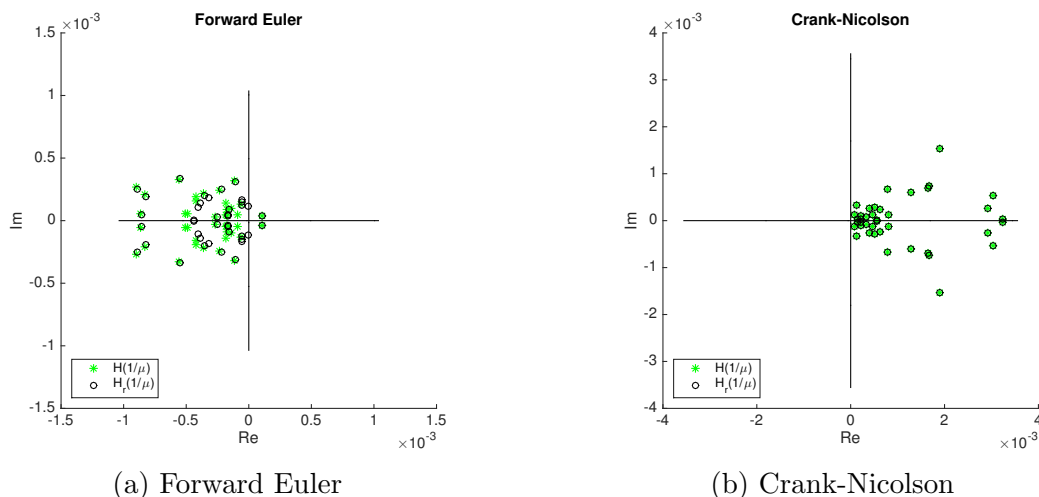 Forward Euler
×10⁻³
1.5
1
0.5
0
-0.5
-1
-1.5
Im
-1.5
-1
-0.5
0
0.5
1
1.5
Re
×10⁻³
H(1/μ)
H_r(1/μ)
(a) Forward Euler
Crank-Nicolson
×10⁻³
4
3
2
1
0
-1
-2
-3
-4
Im
-4
-2
0
2
4
Re
×10⁻³
H(1/μ)
H_r(1/μ)
(b) Crank-Nicolson